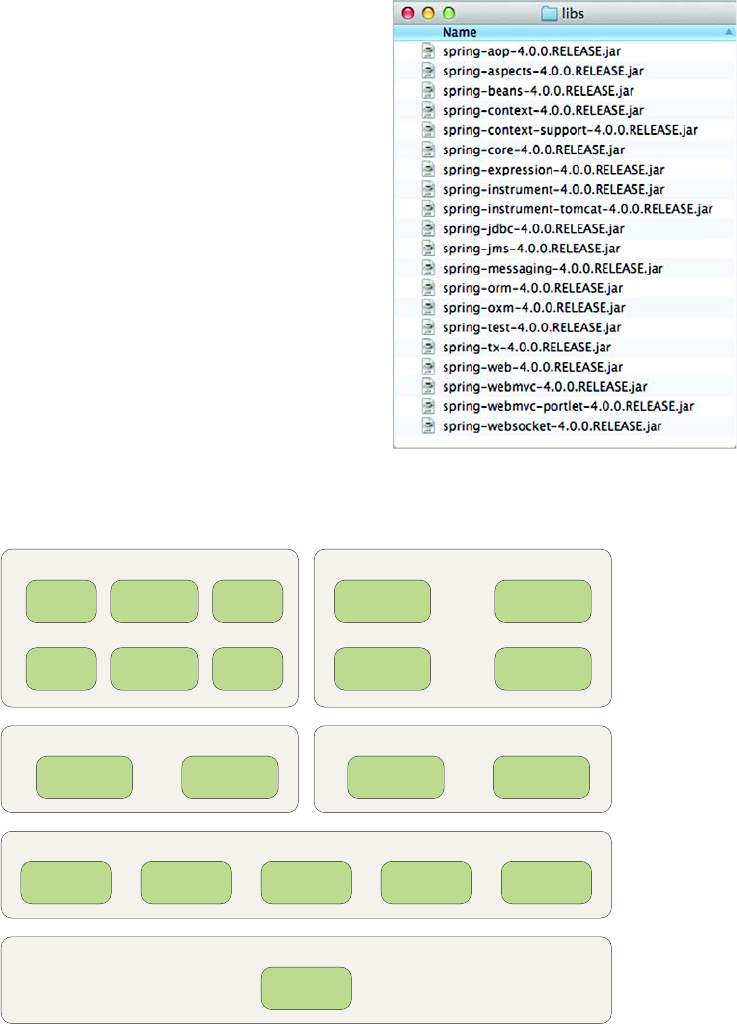 libs
Name
spring-aop-4.0.0.RELEASE.jar
spring-aspects-4.0.0.RELEASE.jar
spring-beans-4.0.0.RELEASE.jar
spring-context-4.0.0.RELEASE.jar
spring-context-support-4.0.0.RELEASE.jar
spring-core-4.0.0.RELEASE.jar
spring-expression-4.0.0.RELEASE.jar
spring-instrument-4.0.0.RELEASE.jar
spring-instrument-tomcat-4.0.0.RELEASE.jar
spring-jdbc-4.0.0.RELEASE.jar
spring-jms-4.0.0.RELEASE.jar
spring-messaging-4.0.0.RELEASE.jar
spring-orm-4.0.0.RELEASE.jar
spring-oxm-4.0.0.RELEASE.jar
spring-test-4.0.0.RELEASE.jar
spring-tx-4.0.0.RELEASE.jar
spring-web-4.0.0.RELEASE.jar
spring-webmvc-4.0.0.RELEASE.jar
spring-webmvc-portlet-4.0.0.RELEASE.jar
spring-websocket-4.0.0.RELEASE.jar